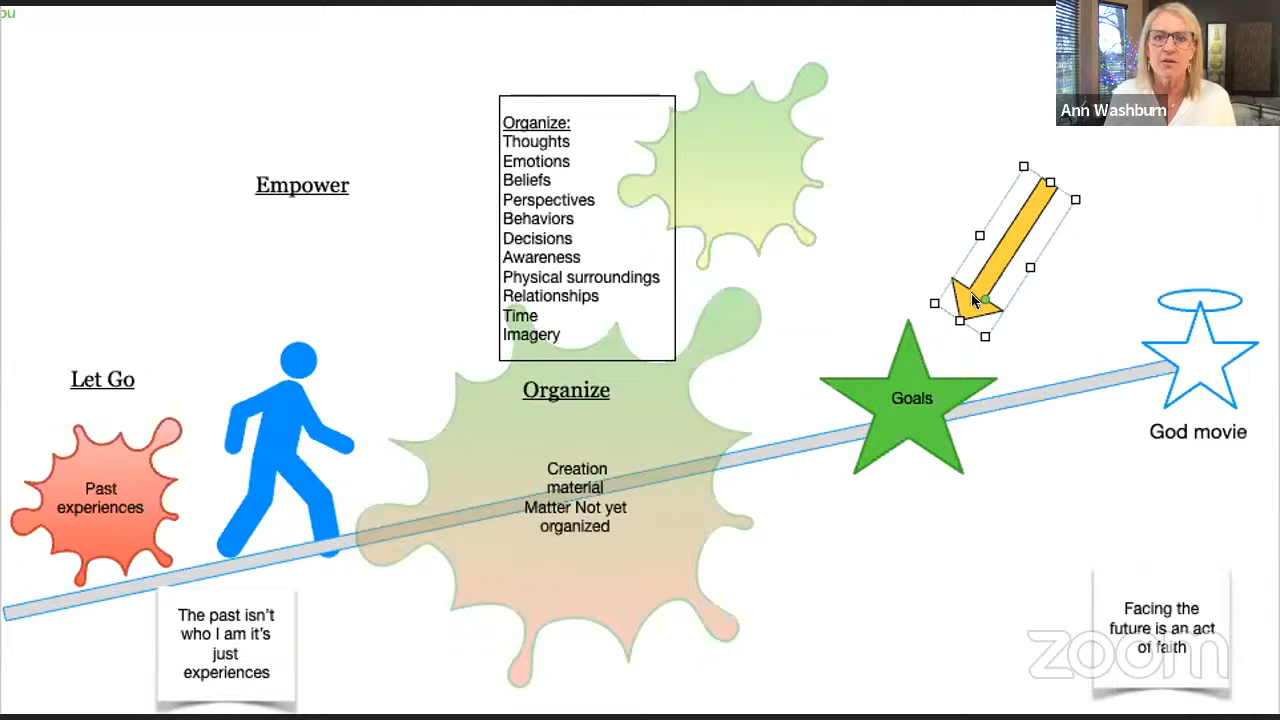 ou
Ann Washburn
Organize:
Thoughts
Emotions
Beliefs
Perspectives
Behaviors
Decisions
Awareness
Physical surroundings
Relationships
Time
Imagery
Empower
Let Go
Organize
Past
experiences
Creation
material
Matter Not yet
organized
Goals
God movie
The past isn't
who I am it's
just
experiences
Facing the
future is an act
of faith
zoom